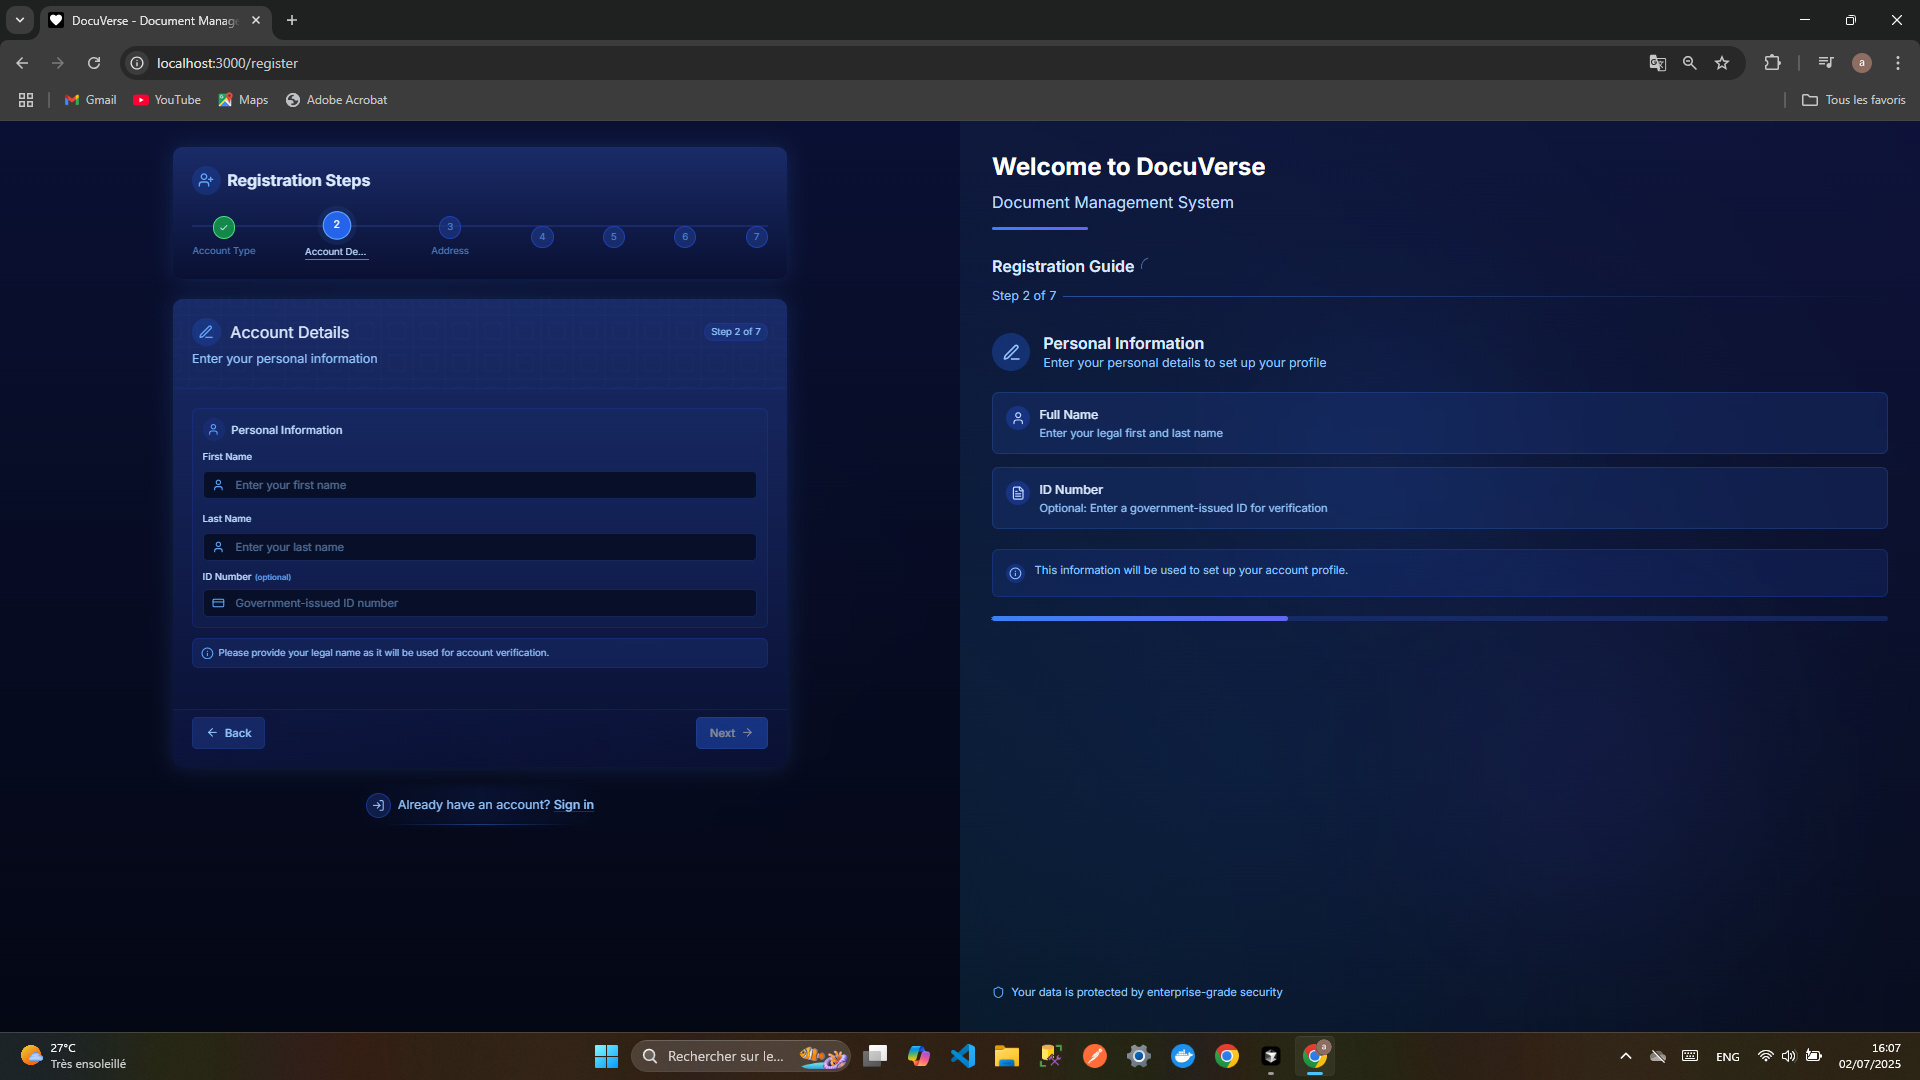 DocuVerse - Document Manag
localhost:3000/register
Gmail
YouTube
Maps
Adobe Acrobat
Tous les favoris
a
Registration Steps
2
3
4
5
6
7
Account Type
Account De...
Address
Account Details
Step 2 of 7
Enter your personal information
Personal Information
First Name
Enter your first name
Last Name
Enter your last name
ID Number (optional)
Government-issued ID number
Please provide your legal name as it will be used for account verification.
Back
Next
Already have an account? Sign in
Welcome to DocuVerse
Document Management System
Registration Guide
Step 2 of 7
Personal Information
Enter your personal details to set up your profile
Full Name
Enter your legal first and last name
ID Number
Optional: Enter a government-issued ID for verification
This information will be used to set up your account profile.
Your data is protected by enterprise-grade security
27°C
Très ensoleillé
Rechercher sur le...
a
ENG
16:07
02/07/2025